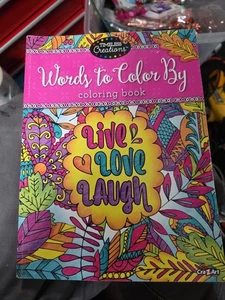 TIMELESS
Creations
Words to Color By
coloring book
LIVE
LOVE
LAUGH
Cra-Z-Art